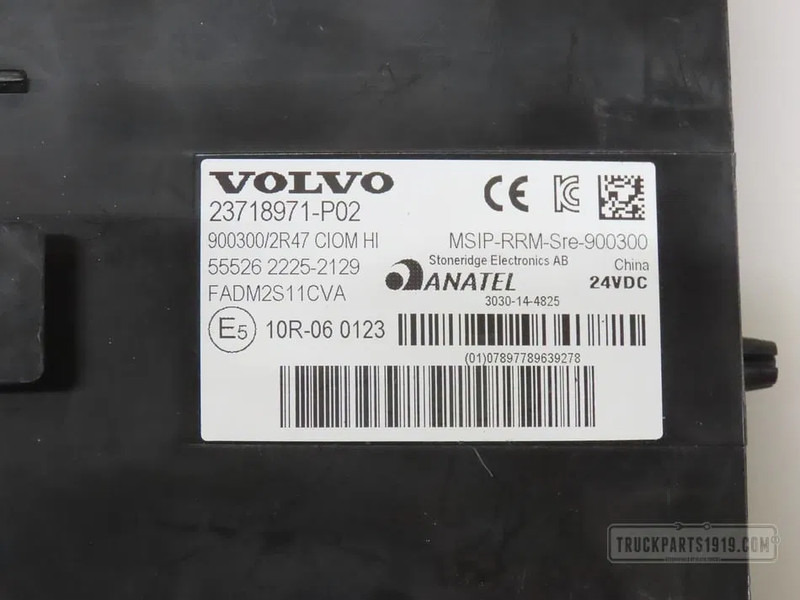 VOLVO
23718971-P02
900300/2R47 CIOM HI
55526 2225-2129
FADM2S11CVA
E5 10R-06 0123
CE
MSIP-RRM-Sre-900300
Stoneridge Electronics AB
China
ANATEL
24VDC
3030-14-4825
(01)07897789639278
TRUCKPARTS1919.COM